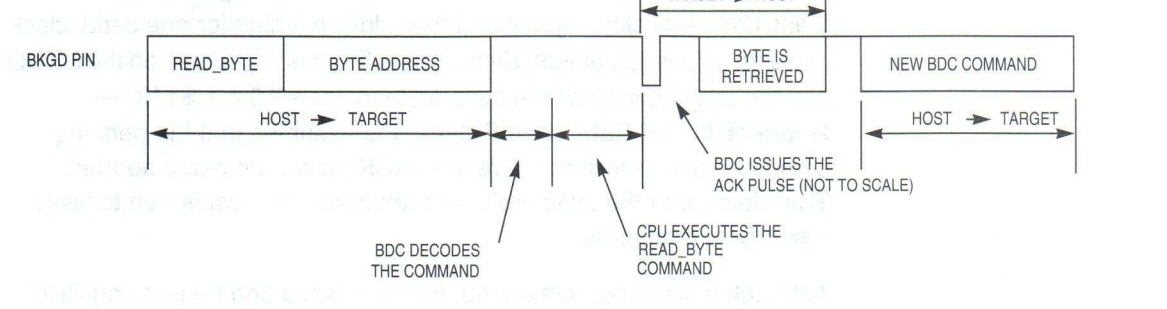 BKGD PIN
READ_BYTE
BYTE ADDRESS
BYTE IS
RETRIEVED
NEW BDC COMMAND
HOST → TARGET
HOST → TARGET
BDC ISSUES THE
ACK PULSE (NOT TO SCALE)
BDC DECODES
THE COMMAND
CPU EXECUTES THE
READ_BYTE
COMMAND